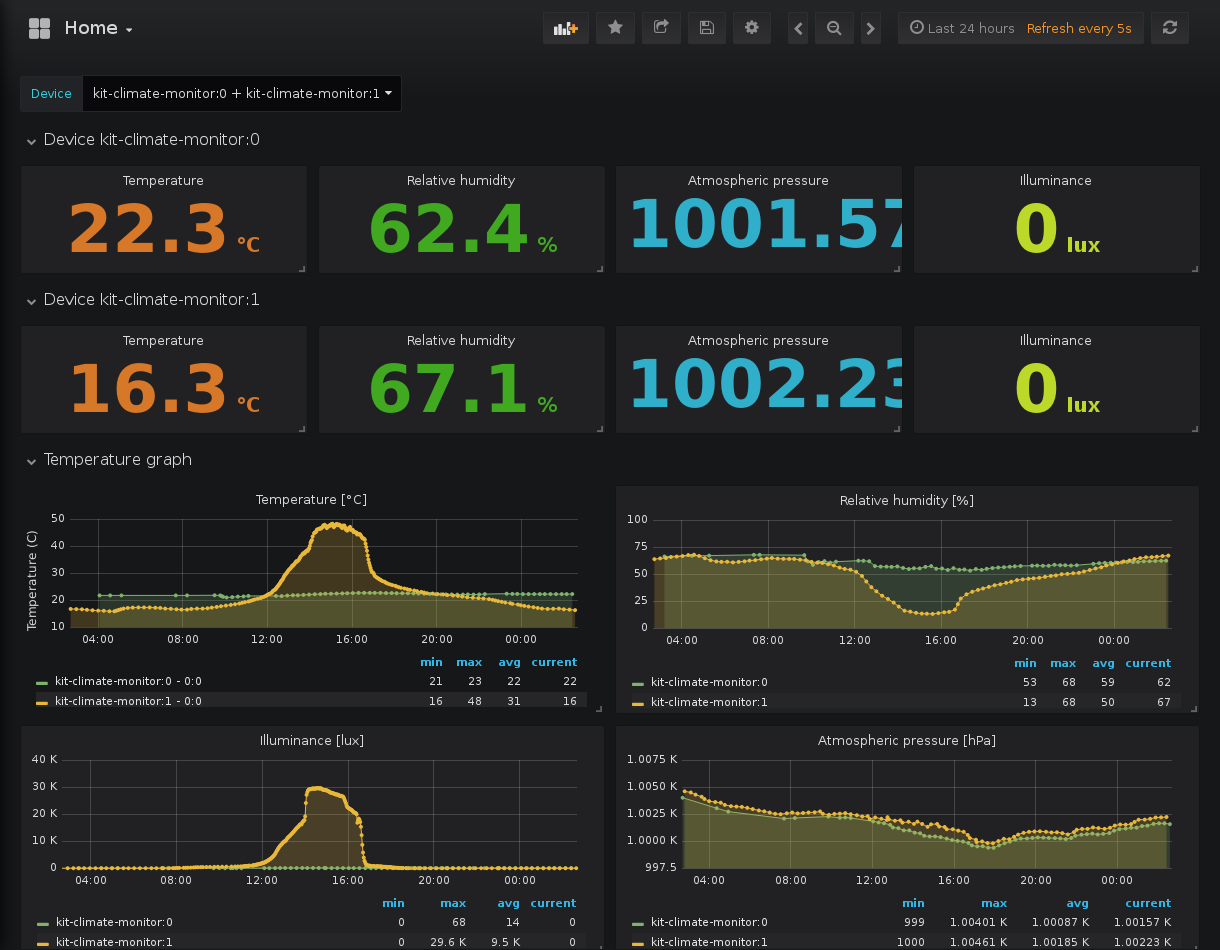 Home
Last 24 hours Refresh every 5s
Device kit-climate-monitor:0 + kit-climate-monitor:1
Device kit-climate-monitor:0
Temperature Relative humidity Atmospheric pressure Illuminance
22.3 °C 62.4 % 1001.57 0 lux
Device kit-climate-monitor:1
Temperature Relative humidity Atmospheric pressure Illuminance
16.3 °C 67.1 % 1002.23 0 lux
Temperature graph
Temperature [°C]
Temperature (C)
50
40
30
20
10
04:00 08:00 12:00 16:00 20:00 00:00
min max avg current
kit-climate-monitor:0 - 0:0 21 23 22 22
kit-climate-monitor:1 - 0:0 16 48 31 16
Relative humidity [%]
100
75
50
25
0
04:00 08:00 12:00 16:00 20:00 00:00
min max avg current
kit-climate-monitor:0 53 68 59 62
kit-climate-monitor:1 13 68 50 67
Illuminance [lux]
40 K
30 K
20 K
10 K
0
04:00 08:00 12:00 16:00 20:00 00:00
min max avg current
kit-climate-monitor:0 0 68 14 0
kit-climate-monitor:1 0 29.6 K 9.5 K 0
Atmospheric pressure [hPa]
1.0075 K
1.0050 K
1.0025 K
1.0000 K
997.5
04:00 08:00 12:00 16:00 20:00 00:00
min max avg current
kit-climate-monitor:0 999 1.00401 K 1.00087 K 1.00157 K
kit-climate-monitor:1 1000 1.00461 K 1.00185 K 1.00223 K